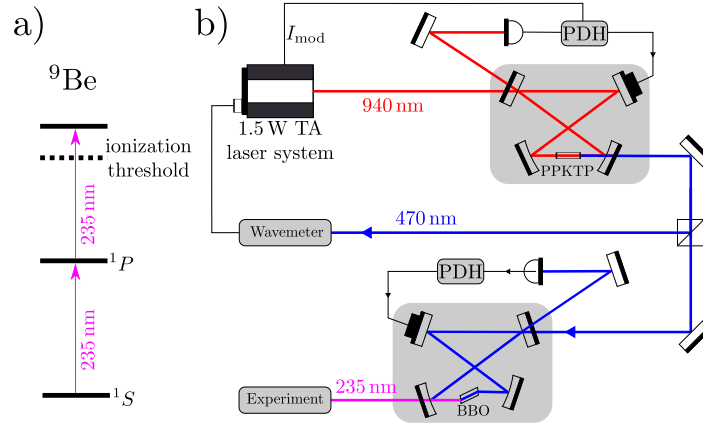 a)
⁹Be
ionization
threshold
235 nm
¹P
235 nm
¹S
b)
I_mod
PDH
1.5 W TA
laser system
940 nm
PPKTP
470 nm
Wavemeter
PDH
235 nm
Experiment
BBO